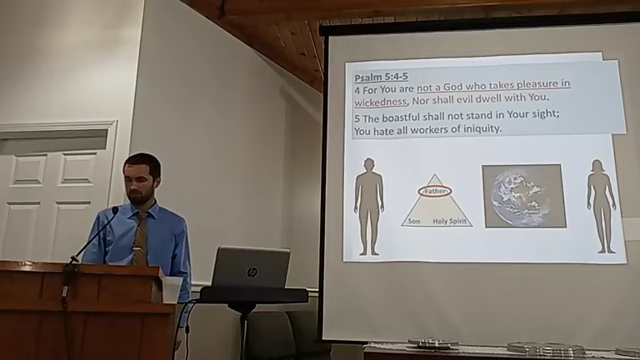 Psalm 5:4-5
4 For You are not a God who takes pleasure in
wickedness, Nor shall evil dwell with You.
5 The boastful shall not stand in Your sight;
You hate all workers of iniquity.
Father
Son Holy Spirit
hp